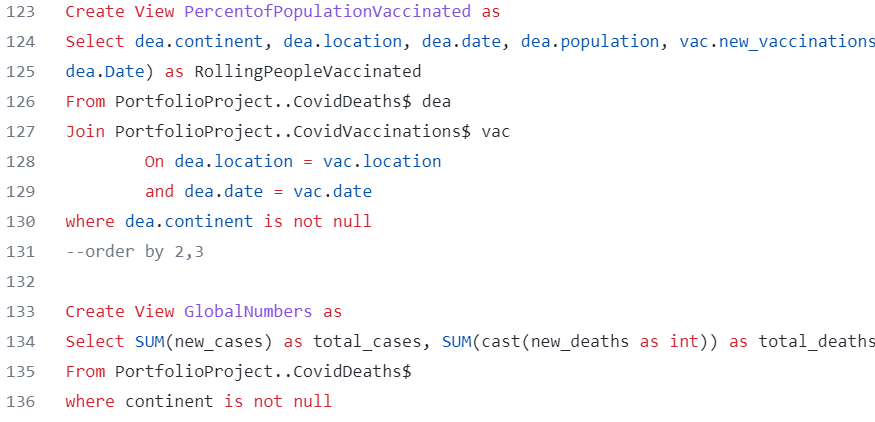 123 Create View PercentofPopulationVaccinated as
124 Select dea.continent, dea.location, dea.date, dea.population, vac.new_vaccinations
125 dea.Date) as RollingPeopleVaccinated
126 From PortfolioProject..CovidDeaths$ dea
127 Join PortfolioProject..CovidVaccinations$ vac
128 On dea.location = vac.location
129 and dea.date = vac.date
130 where dea.continent is not null
131 --order by 2,3
132
133 Create View GlobalNumbers as
134 Select SUM(new_cases) as total_cases, SUM(cast(new_deaths as int)) as total_deaths
135 From PortfolioProject..CovidDeaths$
136 where continent is not null